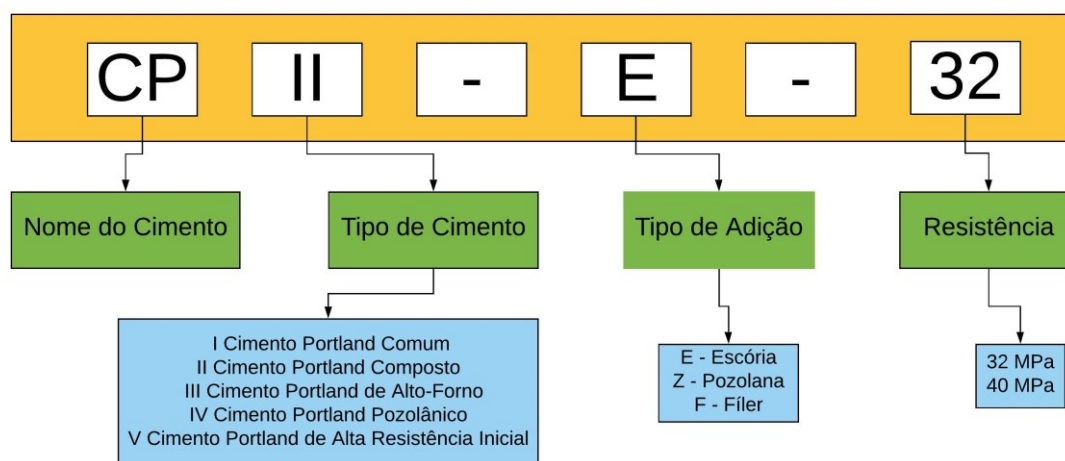 CP II - E - 32
Nome do Cimento
Tipo de Cimento
Tipo de Adição
Resistência
I Cimento Portland Comum
II Cimento Portland Composto
III Cimento Portland de Alto-Forno
IV Cimento Portland Pozolânico
V Cimento Portland de Alta Resistência Inicial
E - Escória
Z - Pozolana
F - Fíler
32 MPa
40 MPa